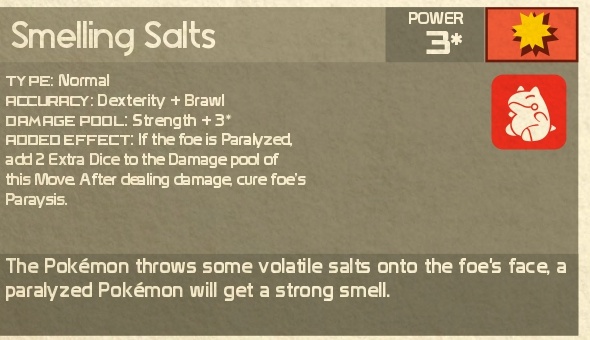 Smelling Salts
POWER
3*
TYPE: Normal
ACCURACY: Dexterity + Brawl
DAMAGE POOL: Strength + 3*
ADDED EFFECT: If the foe is Paralyzed,
add 2 Extra Dice to the Damage pool of
this Move. After dealing damage, cure foe's
Paraysis.
The Pokémon throws some volatile salts onto the foe's face, a
paralyzed Pokémon will get a strong smell.